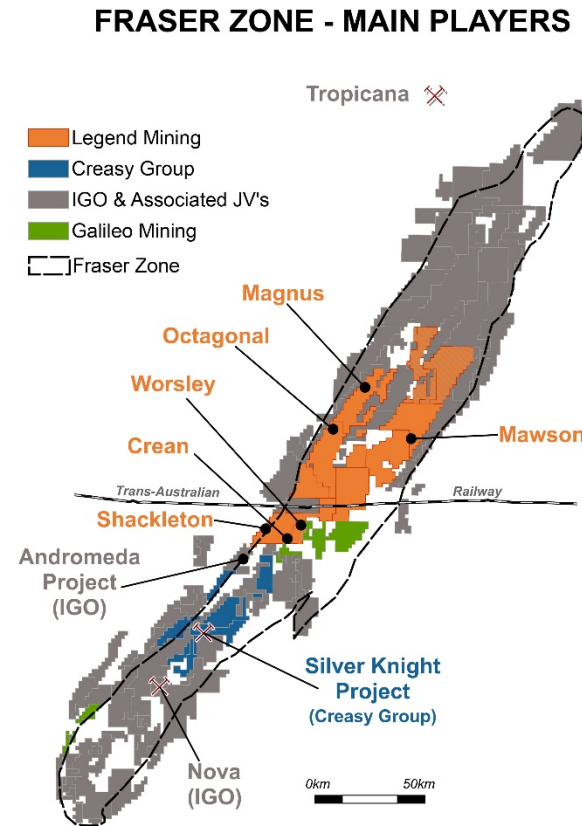 FRASER ZONE - MAIN PLAYERS
Tropicana
Legend Mining
Creasy Group
IGO & Associated JV's
Galileo Mining
Fraser Zone
Magnus
Octagonal
Worsley
Crean
Mawson
Trans-Australian
Railway
Shackleton
Andromeda
Project
(IGO)
Silver Knight
Project
(Creasy Group)
Nova
(IGO)
0km
50km